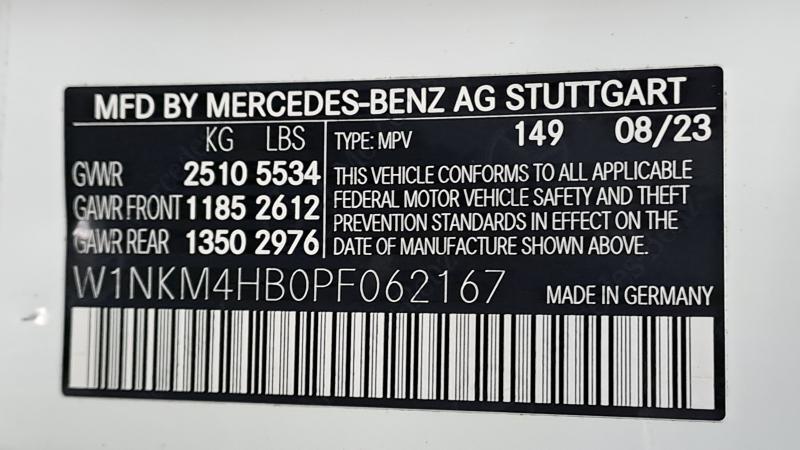 MFD BY MERCEDES-BENZ AG STUTTGART
KG LBS
GVWR 2510 5534
GAWR FRONT 1185 2612
GAWR REAR 1350 2976
TYPE: MPV 149 08/23
THIS VEHICLE CONFORMS TO ALL APPLICABLE
FEDERAL MOTOR VEHICLE SAFETY AND THEFT
PREVENTION STANDARDS IN EFFECT ON THE
DATE OF MANUFACTURE SHOWN ABOVE.
W1NKM4HB0PF062167
MADE IN GERMANY